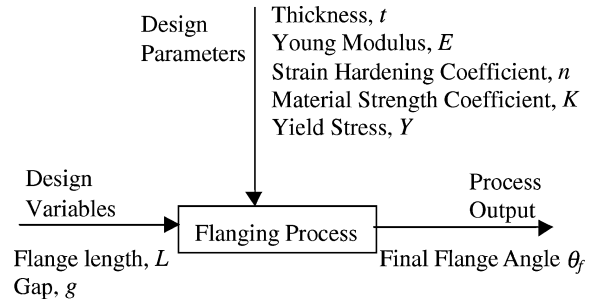 Design
Parameters
Thickness, t
Young Modulus, E
Strain Hardening Coefficient, n
Material Strength Coefficient, K
Yield Stress, Y
Design
Variables
Flange length, L
Gap, g
Flanging Process
Process
Output
Final Flange Angle θf